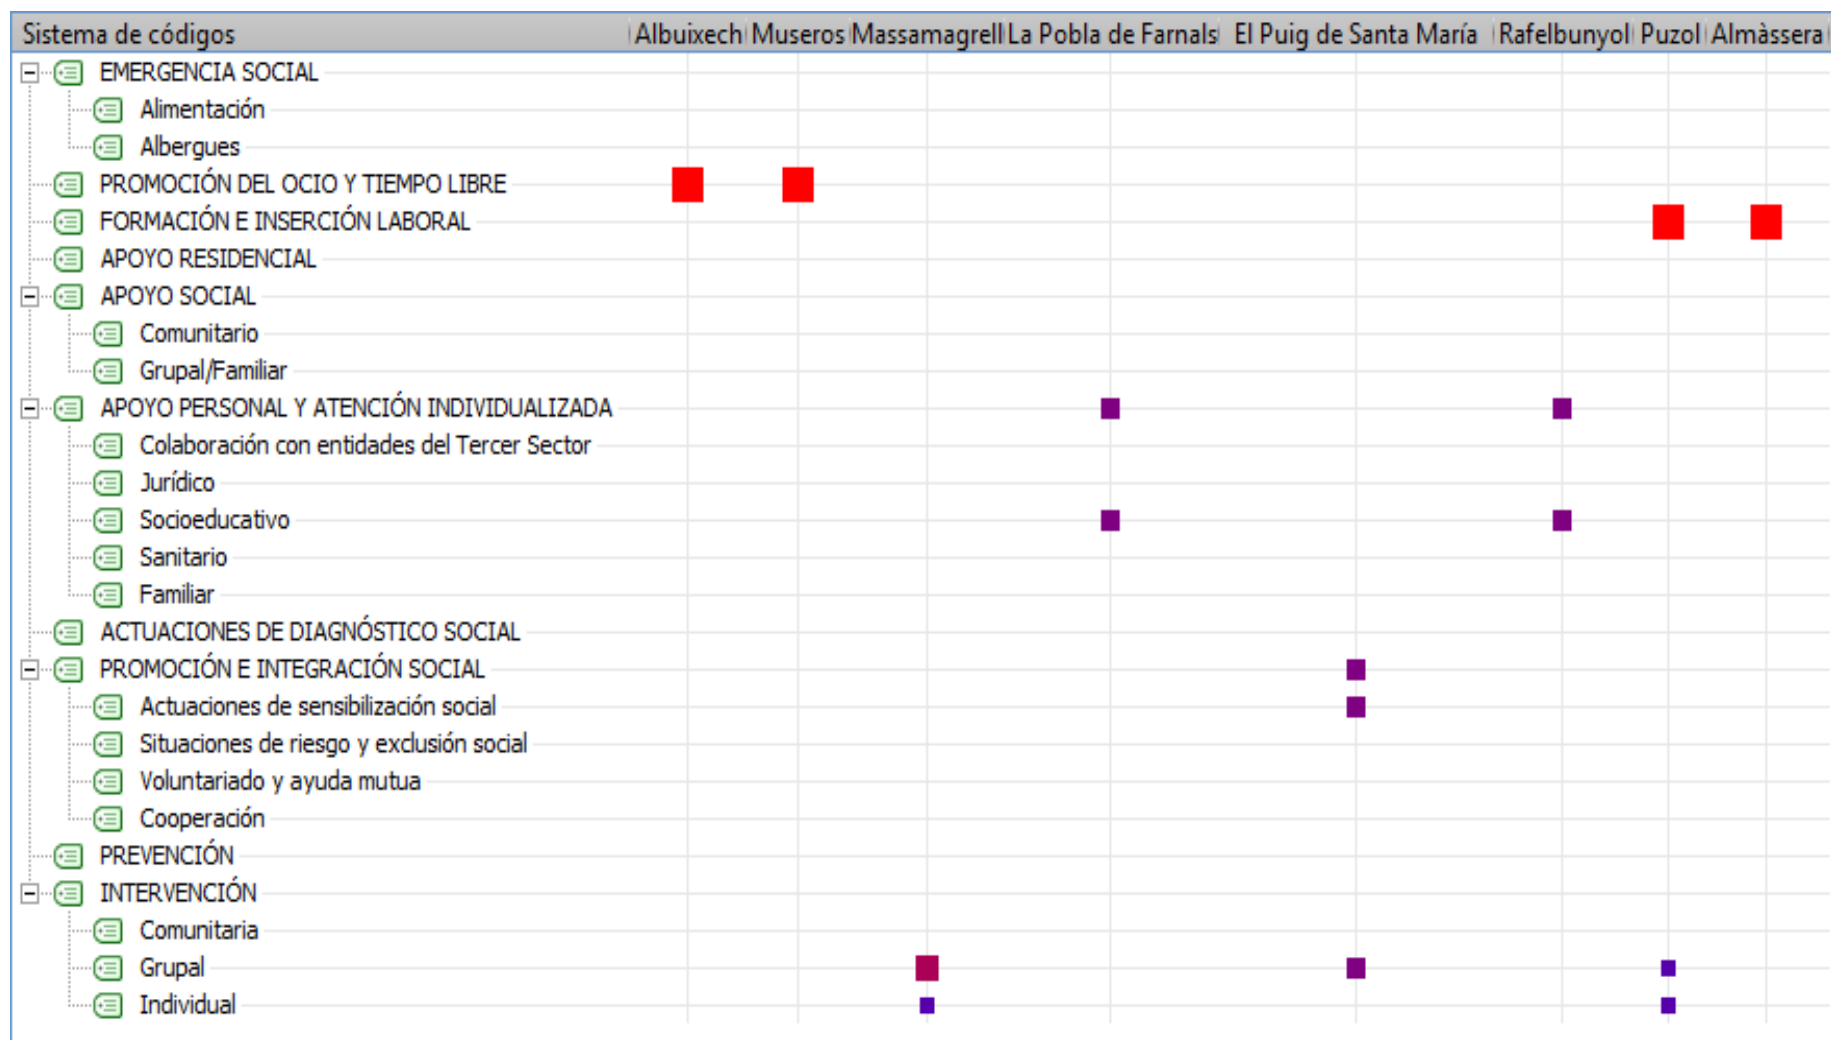 Sistema de códigos Albuixech Museros Massamagrell La Pobla de Farnals El Puig de Santa María Rafelbunyol Puzol Almàssera
EMERGENCIA SOCIAL
Alimentación
Albergues
PROMOCIÓN DEL OCIO Y TIEMPO LIBRE
FORMACIÓN E INSERCIÓN LABORAL
APOYO RESIDENCIAL
APOYO SOCIAL
Comunitario
Grupal/Familiar
APOYO PERSONAL Y ATENCIÓN INDIVIDUALIZADA
Colaboración con entidades del Tercer Sector
Jurídico
Socioeducativo
Sanitario
Familiar
ACTUACIONES DE DIAGNÓSTICO SOCIAL
PROMOCIÓN E INTEGRACIÓN SOCIAL
Actuaciones de sensibilización social
Situaciones de riesgo y exclusión social
Voluntariado y ayuda mutua
Cooperación
PREVENCIÓN
INTERVENCIÓN
Comunitaria
Grupal
Individual